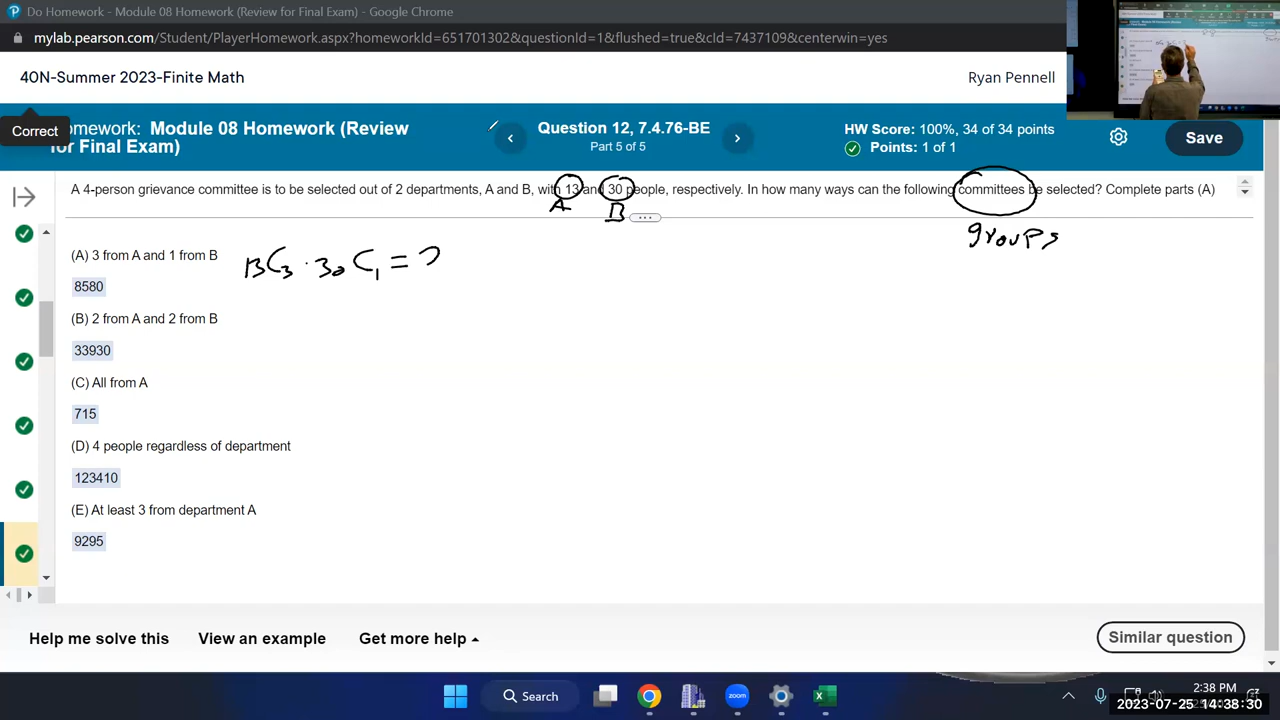 Do Homework - Module 08 Homework (Review for Final Exam) - Google Chrome
mylab.pearson.com/Student/PlayerHomework.
=1&flushed=true
743718&centerwin=yes
40N-Summer 2023-Finite Math
Ryan Pennell
Correct
omework: Module 08 Homework (Review
for Final Exam)
Question 12, 7.4.76-BE
Part 5 of 5
HW Score: 100%, 34 of 34 points
Points: 1 of 1
Save
A 4-person grievance committee is to be selected out of 2 departments, A and B, with 13 and 30 people, respectively. In how many ways can the following committees be selected? Complete parts (A)
A
B
groups
(A) 3 from A and 1 from B
13C3 · 30C1 = ?
8580
(B) 2 from A and 2 from B
33930
(C) All from A
715
(D) 4 people regardless of department
123410
(E) At least 3 from department A
9295
Help me solve this
View an example
Get more help
Similar question
Search
zoom
2:38 PM
2023-07-25 14:38:30